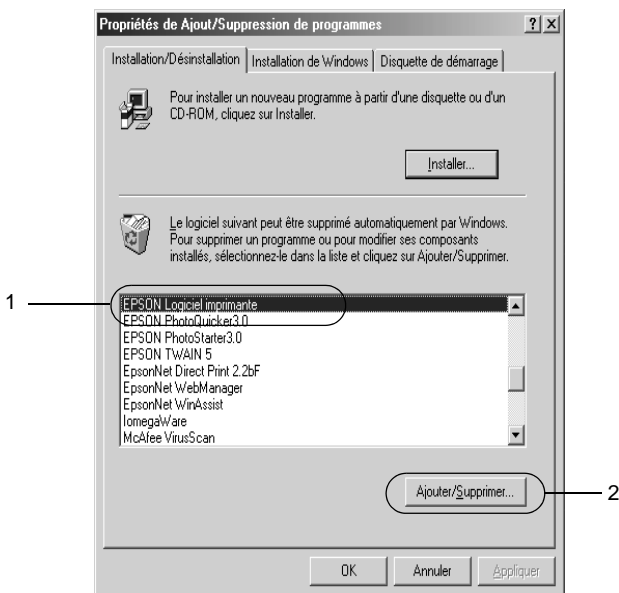 Propriétés de Ajout/Suppression de programmes
Installation/Désinstallation Installation de Windows Disquette de démarrage
Pour installer un nouveau programme à partir d'une disquette ou d'un
CD-ROM, cliquez sur Installer.
Installer...
Le logiciel suivant peut être supprimé automatiquement par Windows.
Pour supprimer un programme ou pour modifier ses composants
installés, sélectionnez-le dans la liste et cliquez sur Ajouter/Supprimer.
1
EPSON Logiciel imprimante
EPSON PhotoQuicker3.0
EPSON PhotoStarter3.0
EPSON TWAIN 5
EpsonNet Direct Print 2.2bF
EpsonNet WebManager
EpsonNet WinAssist
IomegaWare
McAfee VirusScan
Ajouter/Supprimer...
2
OK Annuler Appliquer